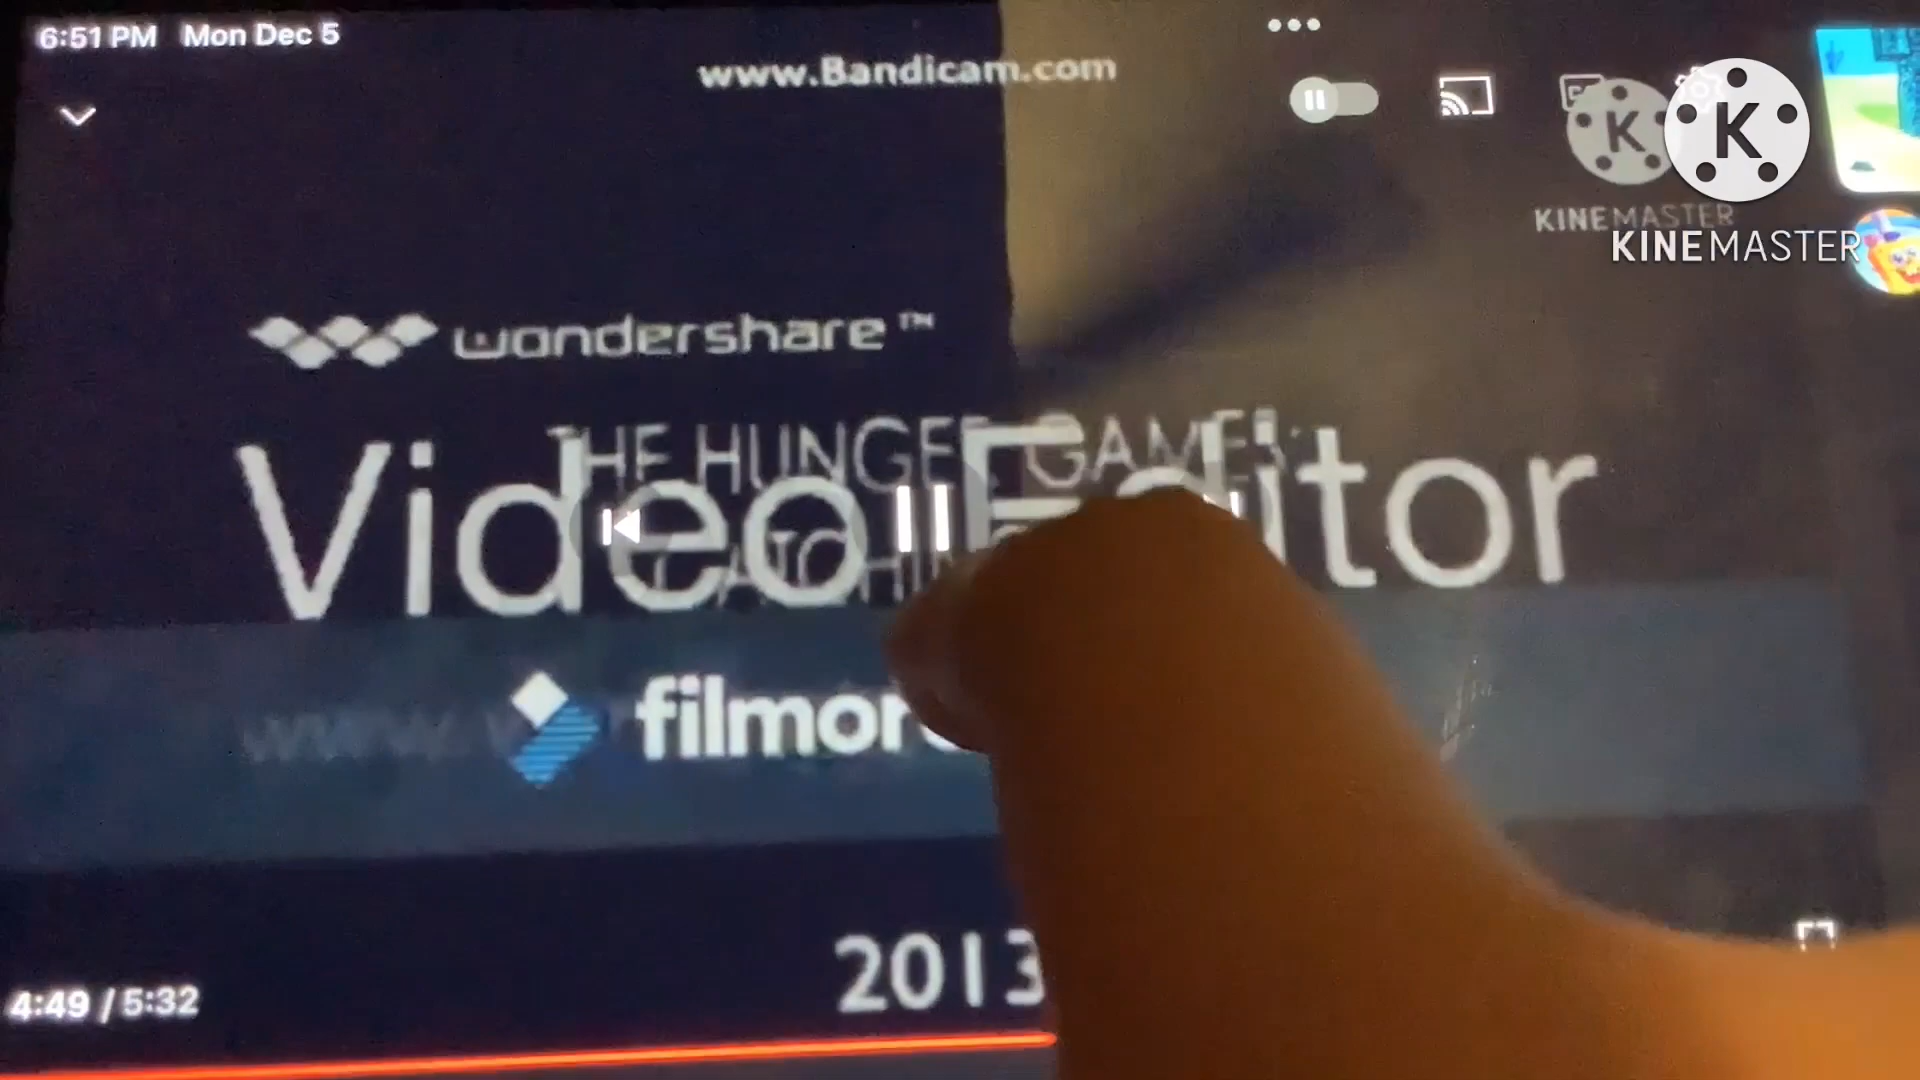 6:51 PM Mon Dec 5
www.Bandicam.com
K
K
KINEMASTER
KINEMASTER
wondershare™
THE HUNGER GAMES
Video Editor
filmor
2013
4:49 / 5:32